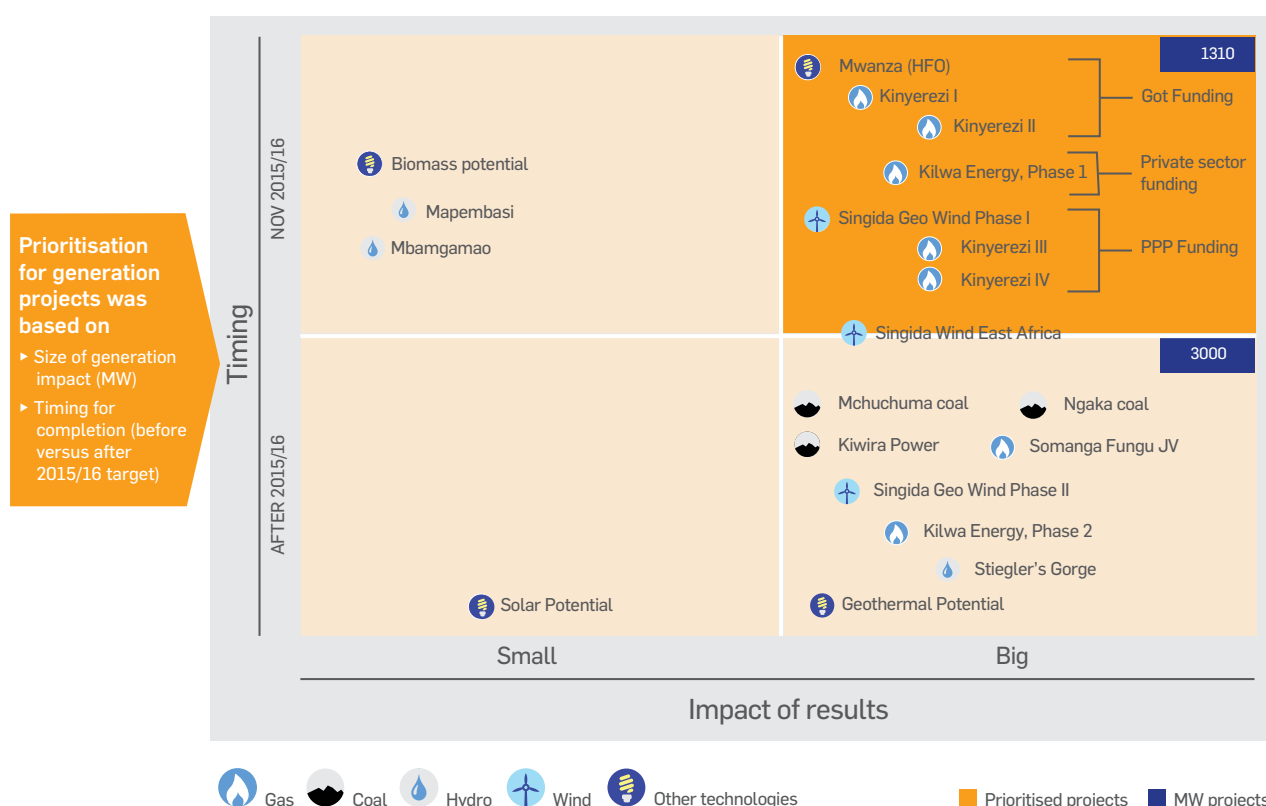 Prioritisation
for generation
projects was
based on
▸ Size of generation
impact (MW)
▸ Timing for
completion (before
versus after
2015/16 target)
Timing
NOV 2015/16
AFTER 2015/16
Biomass potential
Mapembasi
Mbamgamao
1310
Mwanza (HFO)
Kinyerezi I
Kinyerezi II
Got Funding
Kilwa Energy, Phase 1
Private sector
funding
Singida Geo Wind Phase I
Kinyerezi III
Kinyerezi IV
PPP Funding
Singida Wind East Africa
3000
Mchuchuma coal
Ngaka coal
Kiwira Power
Somanga Fungu JV
Singida Geo Wind Phase II
Kilwa Energy, Phase 2
Stiegler's Gorge
Geothermal Potential
Solar Potential
Small
Big
Impact of results
Gas
Coal
Hydro
Wind
Other technologies
Prioritised projects
MW projects